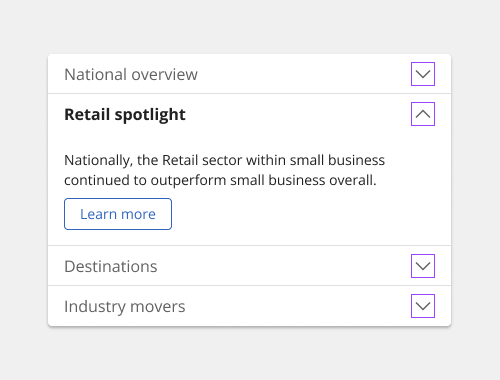 National overview
Retail spotlight
Nationally, the Retail sector within small business
continued to outperform small business overall.
Learn more
Destinations
Industry movers